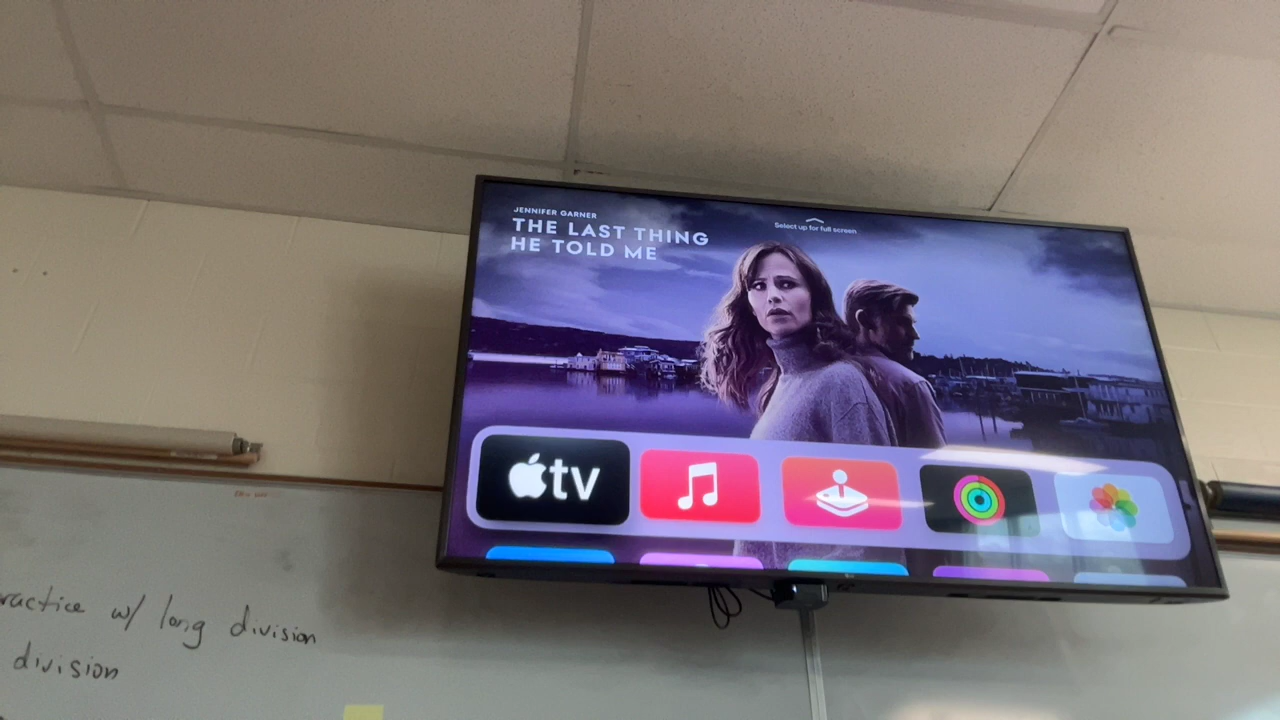 JENNIFER GARNER
THE LAST THING
HE TOLD ME
Select up for full screen
tv
ractice w/ long division
division